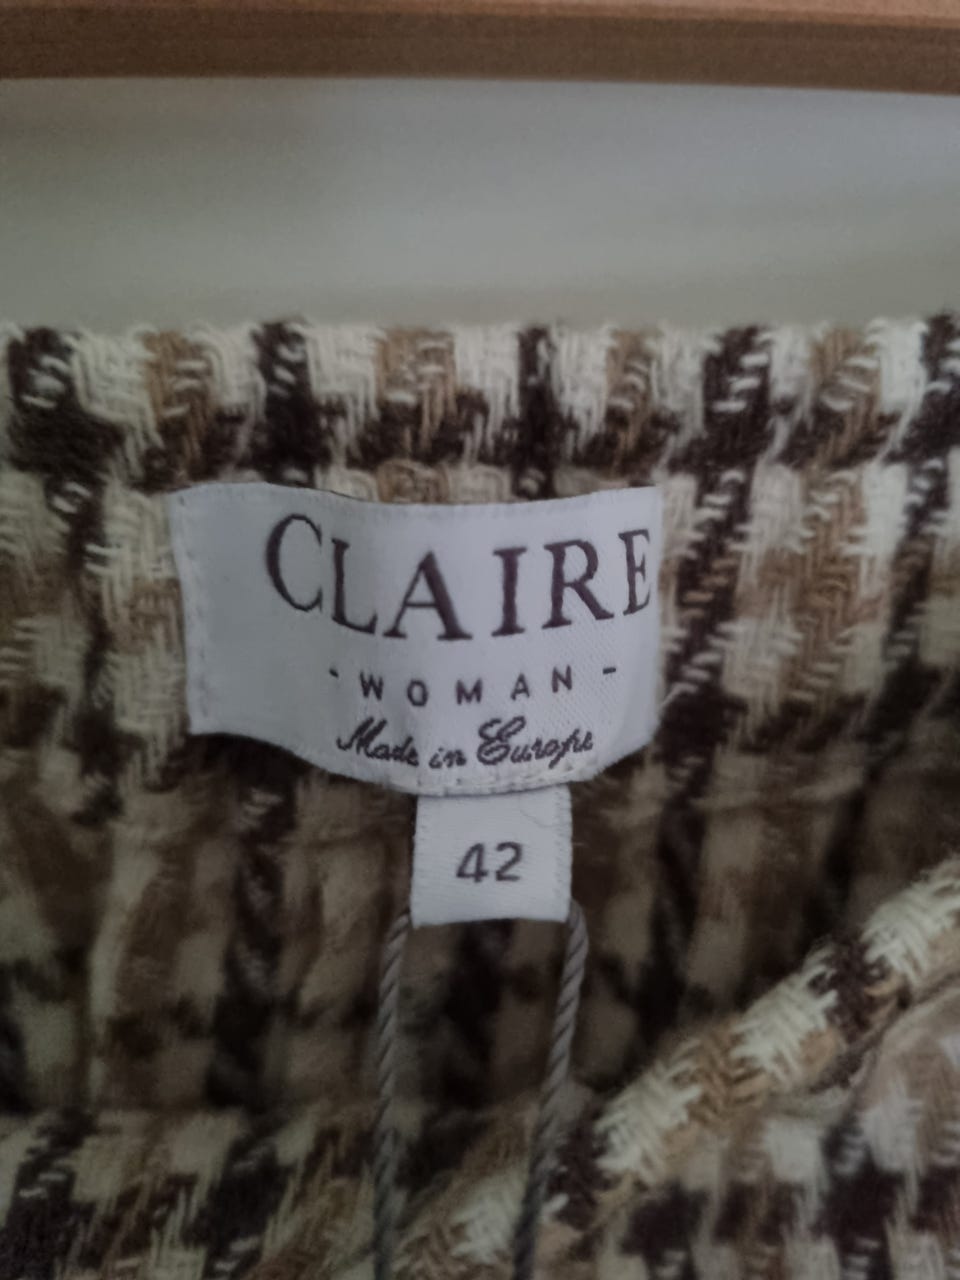 CLAIRE
- WOMAN -
Made in Europe
42